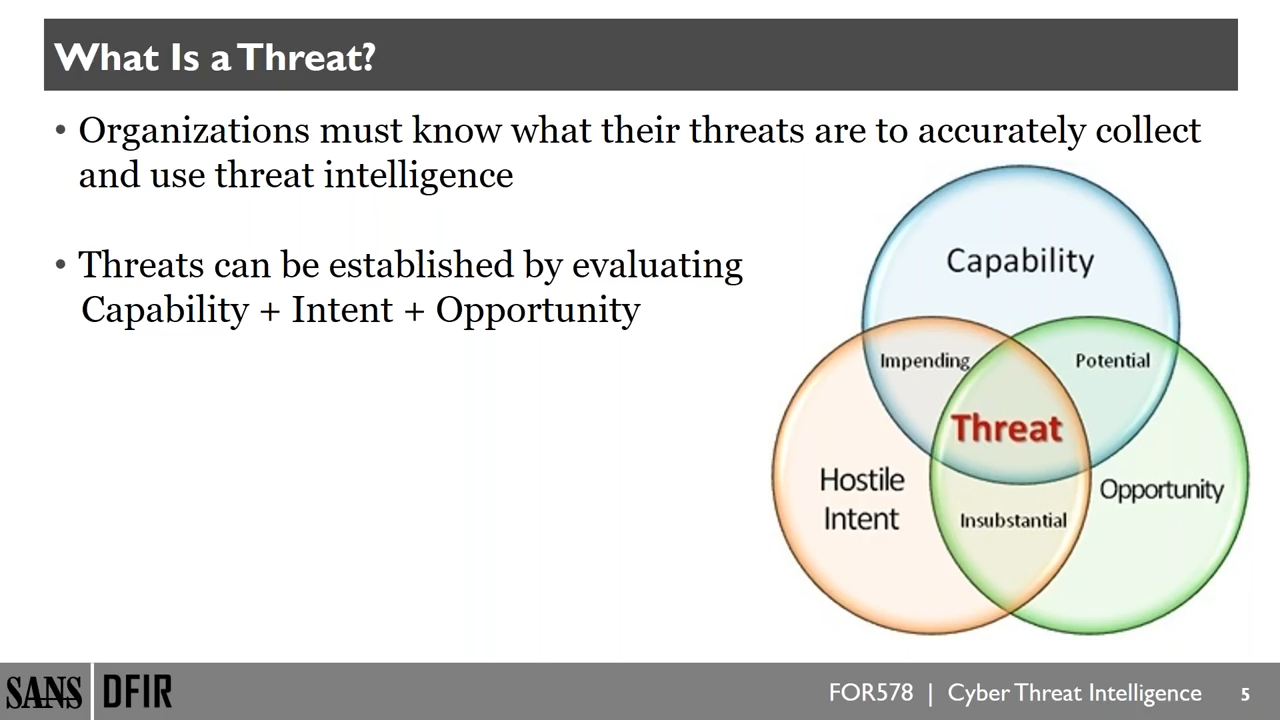 What Is a Threat?
• Organizations must know what their threats are to accurately collect
and use threat intelligence
• Threats can be established by evaluating
Capability + Intent + Opportunity
Capability
Impending
Potential
Threat
Hostile
Intent
Opportunity
Insubstantial
SANS DFIR
FOR578 | Cyber Threat Intelligence 5